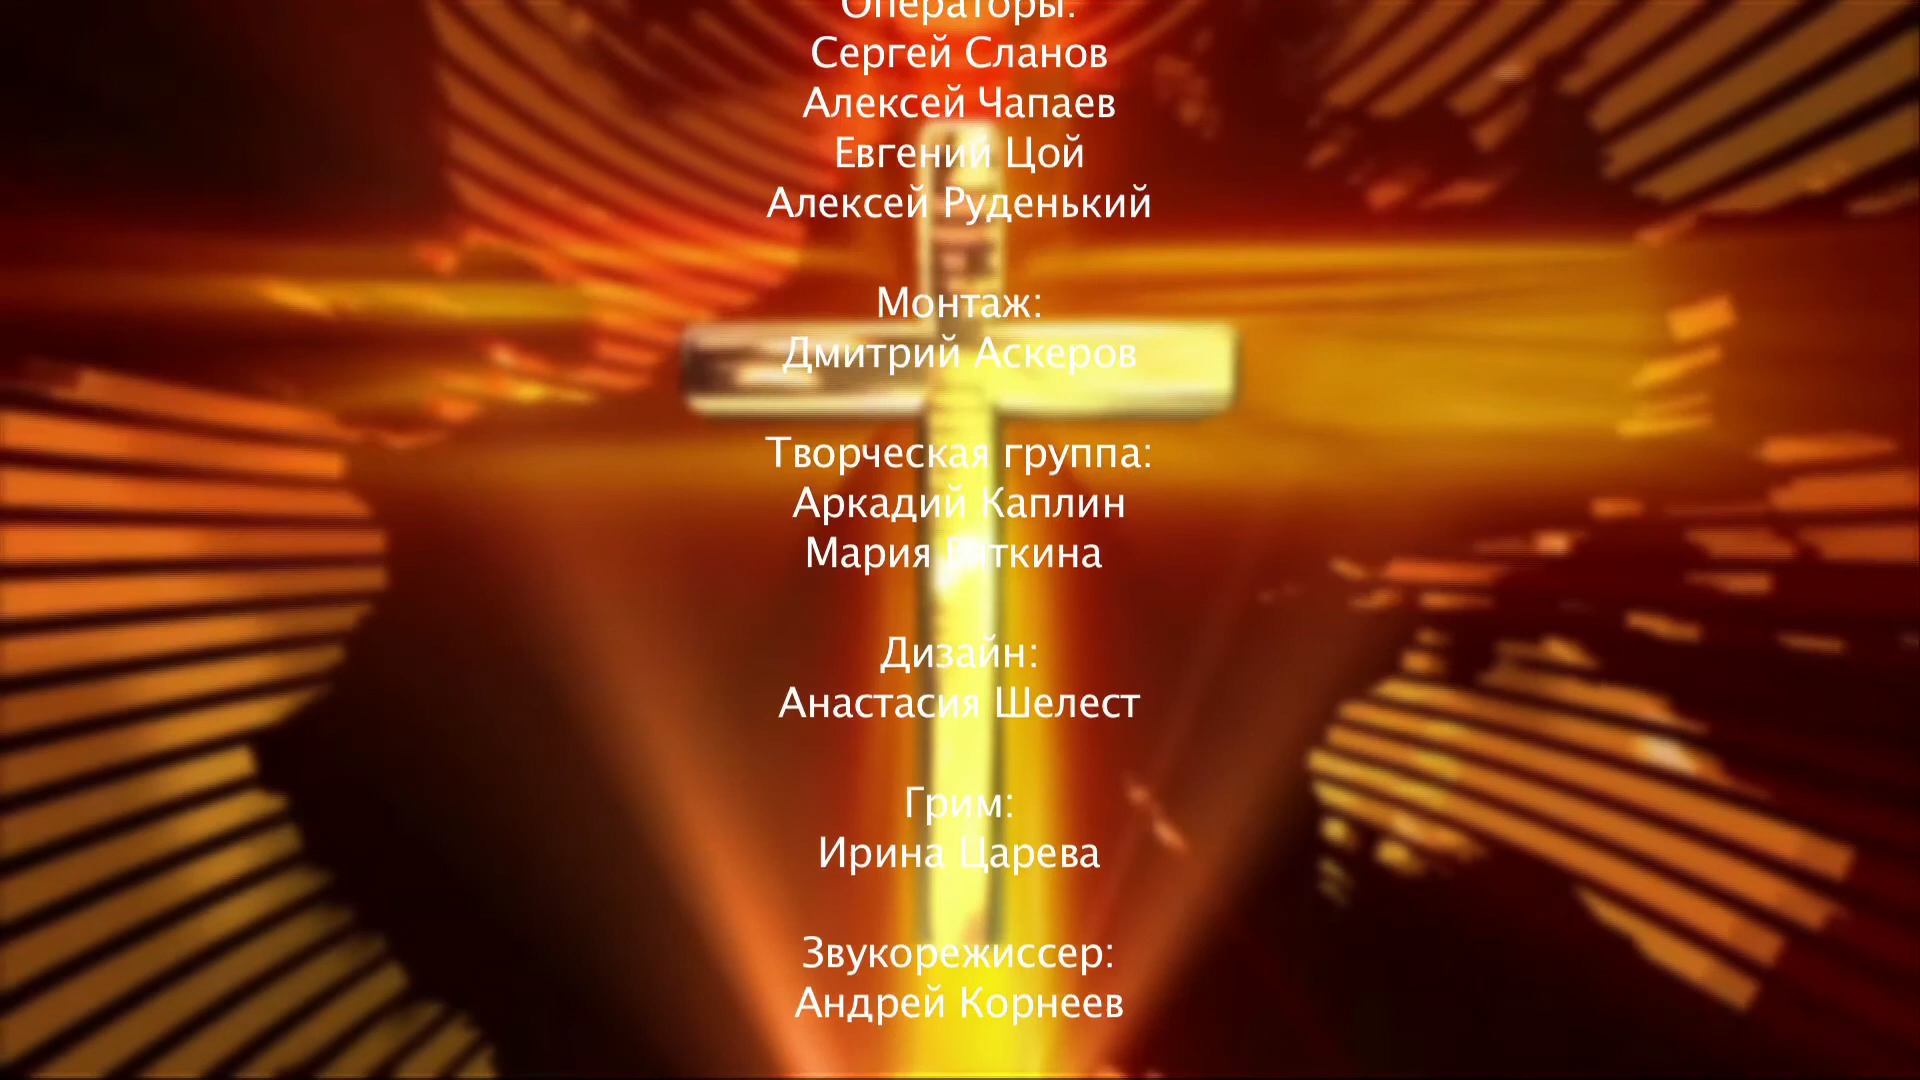 Операторы:
Сергей Сланов
Алексей Чапаев
Евгений Цой
Алексей Руденький
Монтаж:
Дмитрий Аскеров
Творческая группа:
Аркадий Каплин
Мария
Дизайн:
Анастасия Шелест
Грим:
Ирина Царева
Звукорежиссер:
Андрей Корнеев